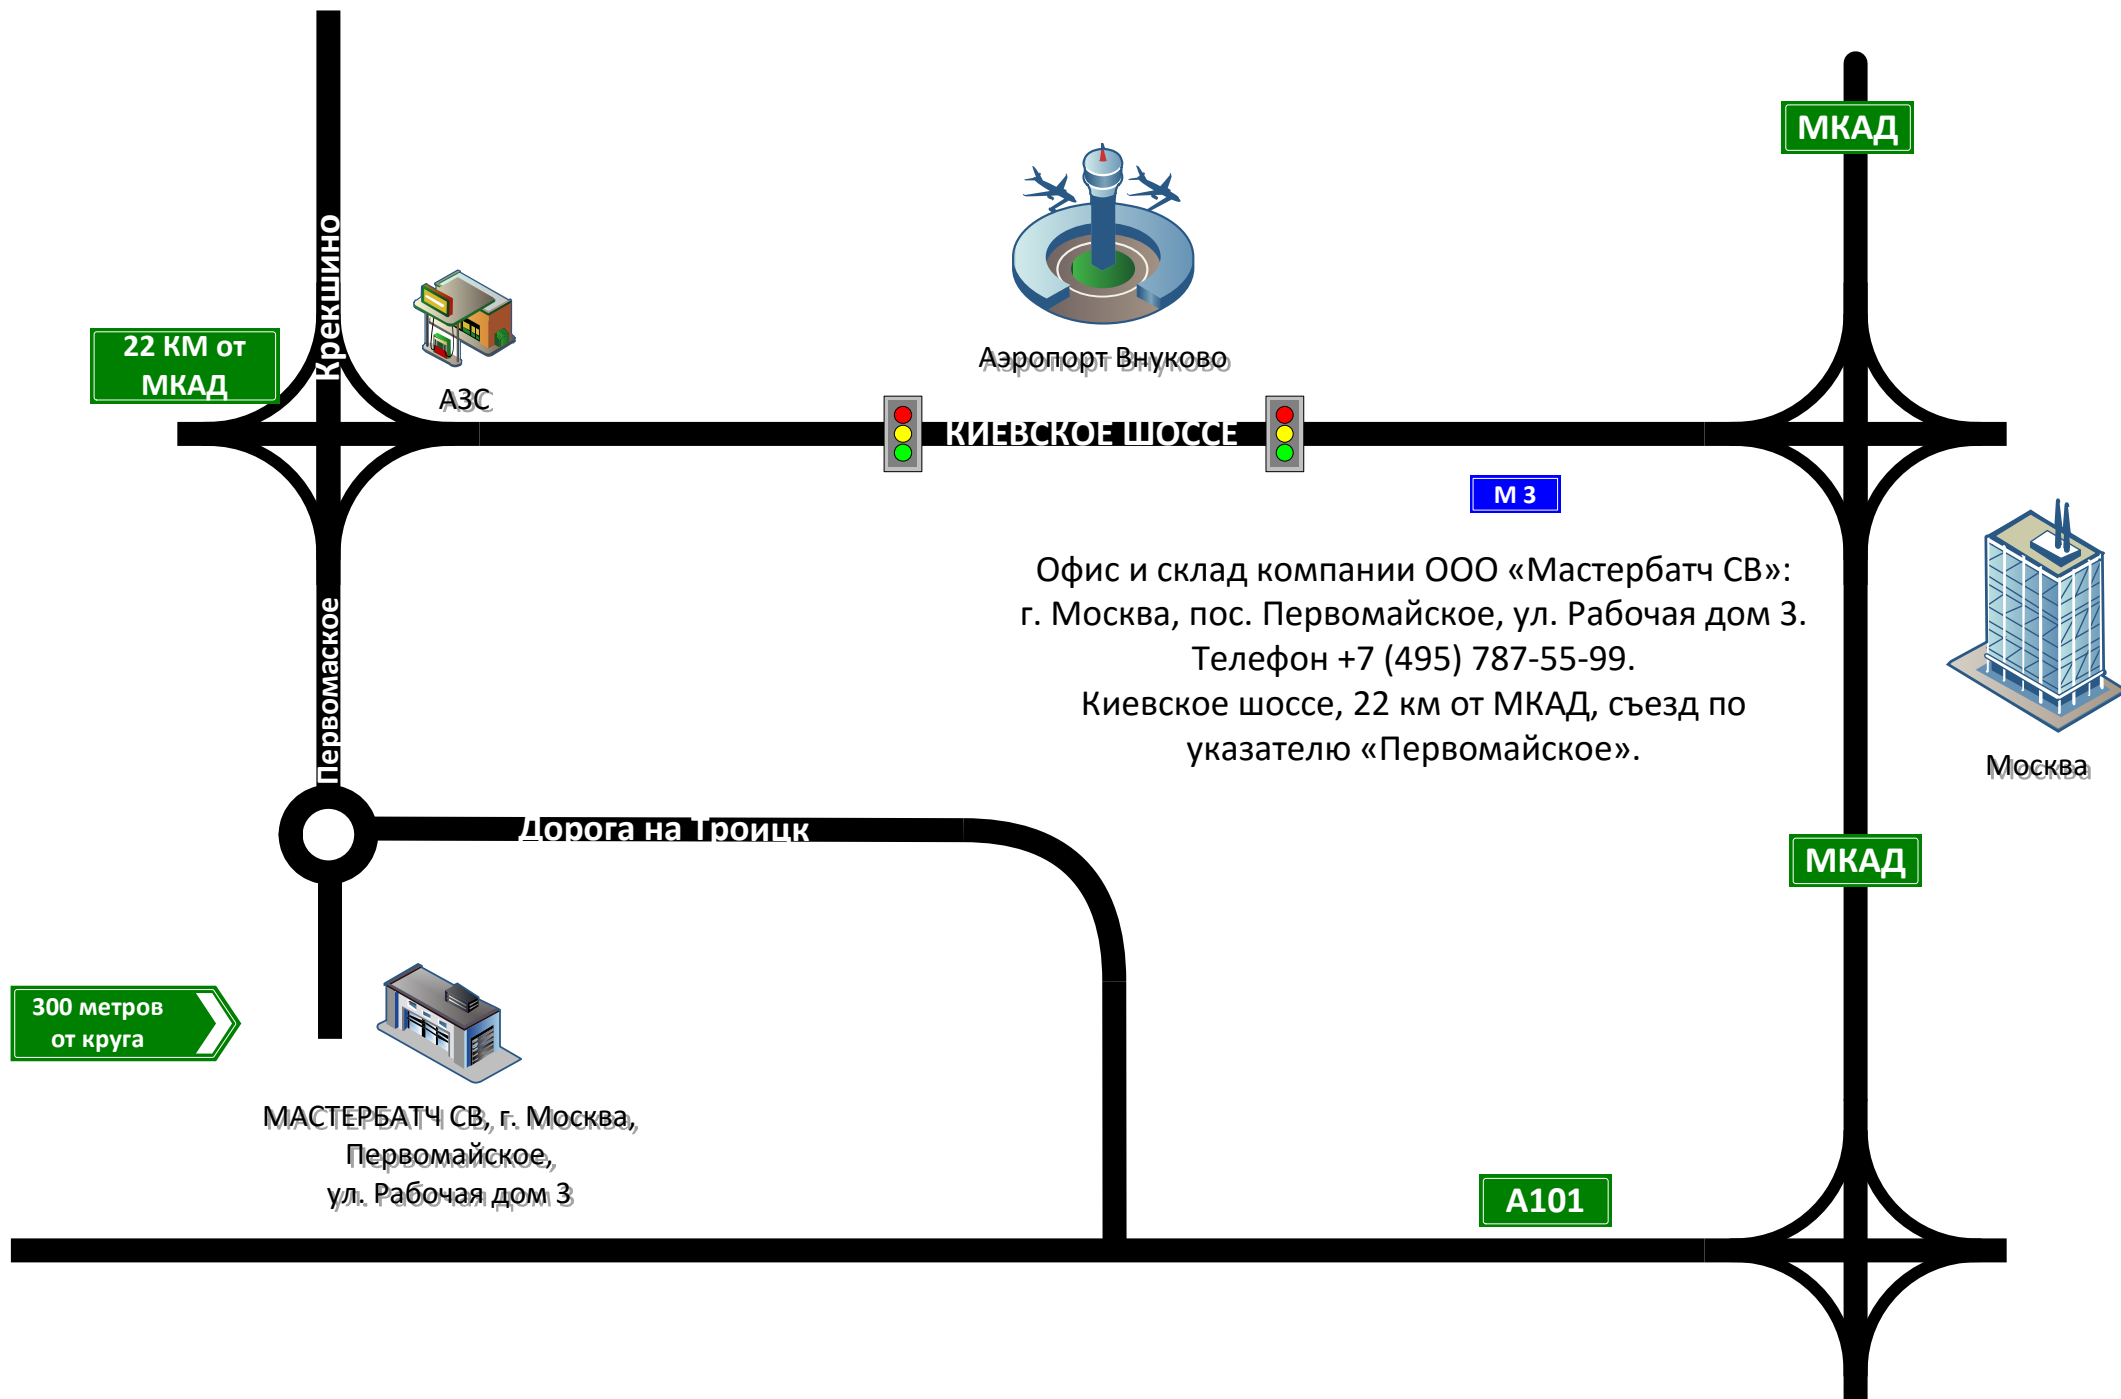 МКАД
Крекшино
22 КМ от
МКАД
АЗС
Аэропорт Внуково
КИЕВСКОЕ ШОССЕ
М 3
Офис и склад компании ООО «Мастербатч СВ»:
г. Москва, пос. Первомайское, ул. Рабочая дом 3.
Телефон +7 (495) 787-55-99.
Киевское шоссе, 22 км от МКАД, съезд по
указателю «Первомайское».
Москва
Первомаское
Дорога на Троицк
МКАД
300 метров
от круга
МАСТЕРБАТЧ СВ, г. Москва,
Первомайское,
ул. Рабочая дом 3
А101